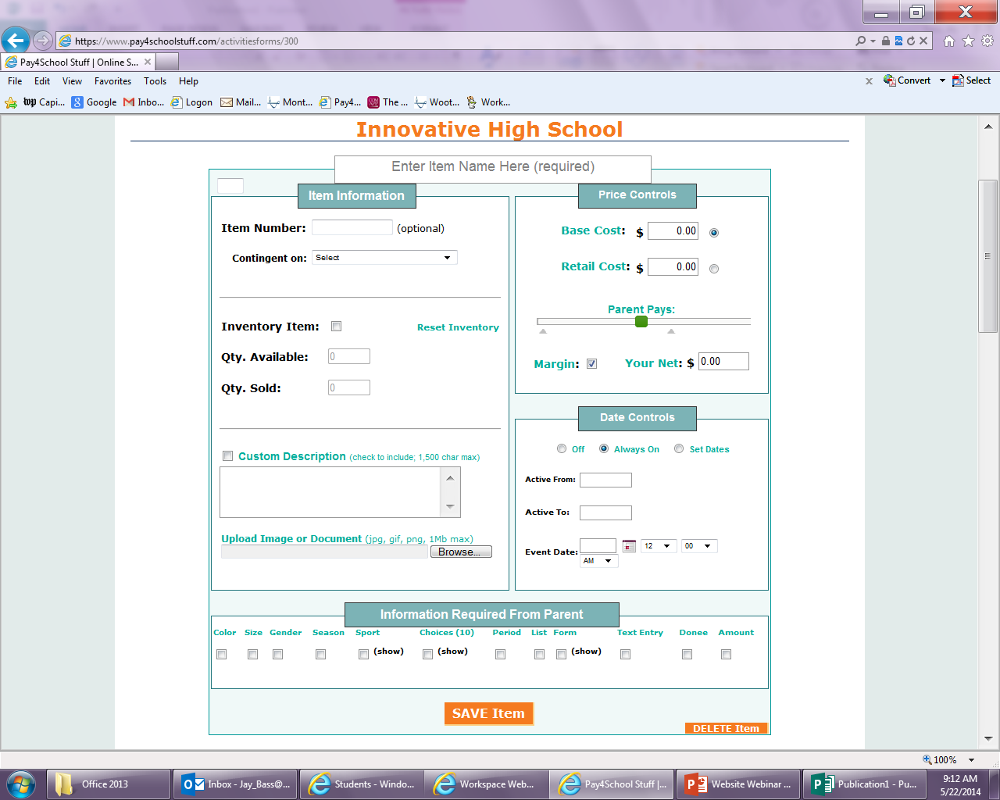 https://www.pay4schoolstuff.com/activitiesforms/300
Pay4School Stuff | Online S...
File Edit View Favorites Tools Help
Convert Select
Capi... Google Inbo... Logon Mail... Mont... Pay4... The ... Woot... Work...
Innovative High School
Enter Item Name Here (required)
Item Information
Item Number: (optional)
Contingent on: Select
Inventory Item: Reset Inventory
Qty. Available: 0
Qty. Sold: 0
Custom Description (check to include; 1,500 char max)
Upload Image or Document (jpg, gif, png, 1Mb max)
Browse...
Price Controls
Base Cost: $ 0.00
Retail Cost: $ 0.00
Parent Pays:
Margin: Your Net: $ 0.00
Date Controls
Off Always On Set Dates
Active From:
Active To:
Event Date: 12 00
AM
Information Required From Parent
Color Size Gender Season Sport Choices (10) Period List Form Text Entry Donee Amount
(show) (show) (show)
SAVE Item
DELETE Item
100%
Office 2013 Inbox - Jay_Bass@... Students - Windo... Workspace Web... Pay4School Stuff |... Website Webinar ... Publication1 - Pu...
9:12 AM
5/22/2014